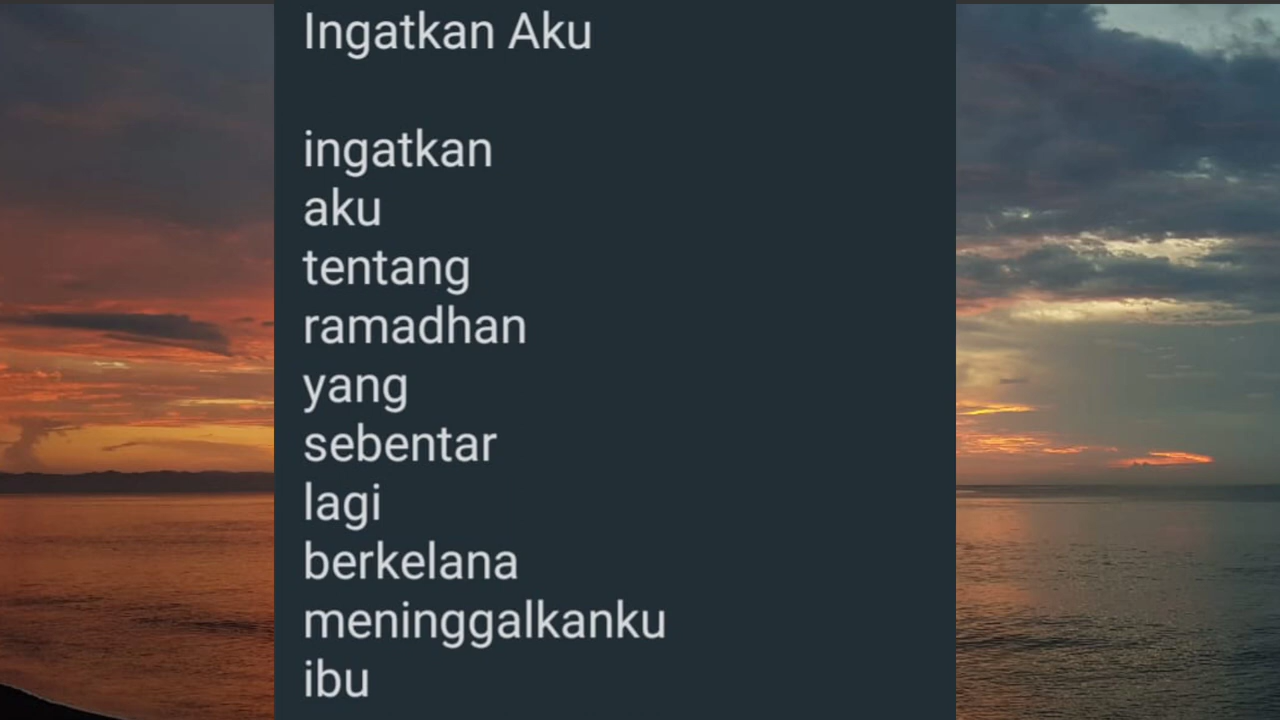 Ingatkan Aku
ingatkan
aku
tentang
ramadhan
yang
sebentar
lagi
berkelana
meninggalkanku
ibu